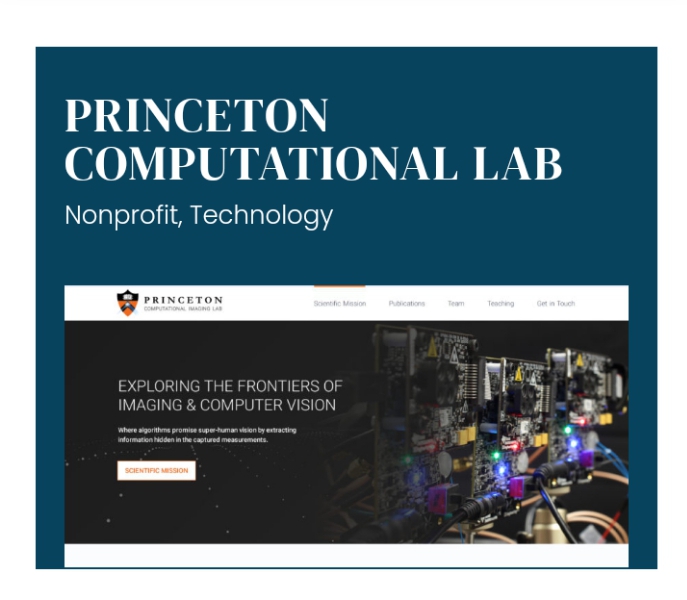 PRINCETON
COMPUTATIONAL LAB
Nonprofit, Technology
PRINCETON
COMPUTATIONAL IMAGING LAB
Scientific Mission Publications Team Teaching Get in Touch
EXPLORING THE FRONTIERS OF
IMAGING & COMPUTER VISION
Where algorithms promise super-human vision by extracting
information hidden in the captured measurements.
SCIENTIFIC MISSION